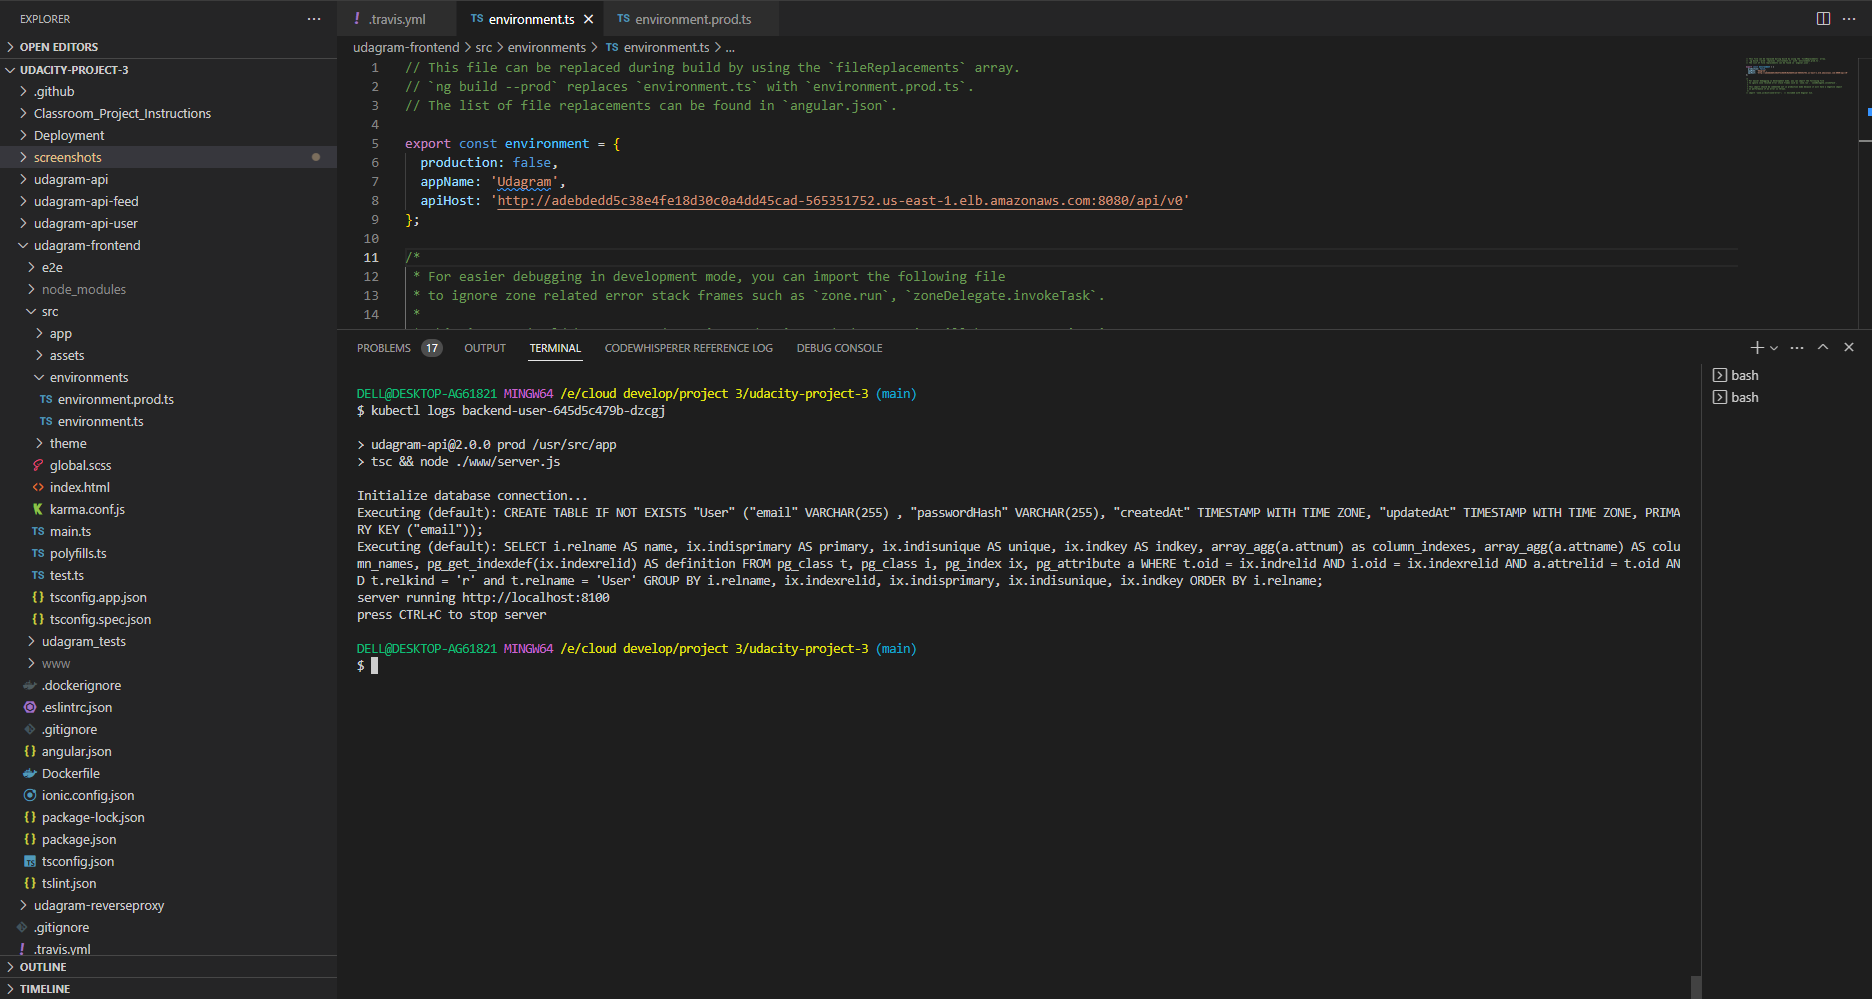 EXPLORER
OPEN EDITORS
UDACITY-PROJECT-3
.github
Classroom_Project_Instructions
Deployment
screenshots
udagram-api
udagram-api-feed
udagram-api-user
udagram-frontend
e2e
node_modules
src
app
assets
environments
TS environment.prod.ts
TS environment.ts
theme
global.scss
index.html
karma.conf.js
TS main.ts
TS polyfills.ts
TS test.ts
{} tsconfig.app.json
{} tsconfig.spec.json
udagram_tests
www
.dockerignore
.eslintrc.json
.gitignore
{} angular.json
Dockerfile
ionic.config.json
{} package-lock.json
{} package.json
TS tsconfig.json
{} tslint.json
udagram-reverseproxy
.gitignore
! .travis.yml
OUTLINE
TIMELINE
! .travis.yml TS environment.ts TS environment.prod.ts
udagram-frontend > src > environments > TS environment.ts > ...
1 // This file can be replaced during build by using the `fileReplacements` array.
2 // `ng build --prod` replaces `environment.ts` with `environment.prod.ts`.
3 // The list of file replacements can be found in `angular.json`.
4
5 export const environment = {
6 production: false,
7 appName: 'Udagram',
8 apiHost: 'http://adebdedd5c38e4fe18d30c0a4dd45cad-565351752.us-east-1.elb.amazonaws.com:8080/api/v0'
9 };
10
11 /*
12 * For easier debugging in development mode, you can import the following file
13 * to ignore zone related error stack frames such as `zone.run`, `zoneDelegate.invokeTask`.
14 *
PROBLEMS 17 OUTPUT TERMINAL CODEWHISPERER REFERENCE LOG DEBUG CONSOLE
DELL@DESKTOP-AG61821 MINGW64 /e/cloud develop/project 3/udacity-project-3 (main)
$ kubectl logs backend-user-645d5c479b-dzcgj
> udagram-api@2.0.0 prod /usr/src/app
> tsc && node ./www/server.js
Initialize database connection...
Executing (default): CREATE TABLE IF NOT EXISTS "User" ("email" VARCHAR(255) , "passwordHash" VARCHAR(255), "createdAt" TIMESTAMP WITH TIME ZONE, "updatedAt" TIMESTAMP WITH TIME ZONE, PRIMA
RY KEY ("email"));
Executing (default): SELECT i.relname AS name, ix.indisprimary AS primary, ix.indisunique AS unique, ix.indkey AS indkey, array_agg(a.attnum) as column_indexes, array_agg(a.attname) AS colu
mn_names, pg_get_indexdef(ix.indexrelid) AS definition FROM pg_class t, pg_class i, pg_index ix, pg_attribute a WHERE t.oid = ix.indrelid AND i.oid = ix.indexrelid AND a.attrelid = t.oid AN
D t.relkind = 'r' and t.relname = 'User' GROUP BY i.relname, ix.indexrelid, ix.indisprimary, ix.indisunique, ix.indkey ORDER BY i.relname;
server running http://localhost:8100
press CTRL+C to stop server
DELL@DESKTOP-AG61821 MINGW64 /e/cloud develop/project 3/udacity-project-3 (main)
$
bash
bash